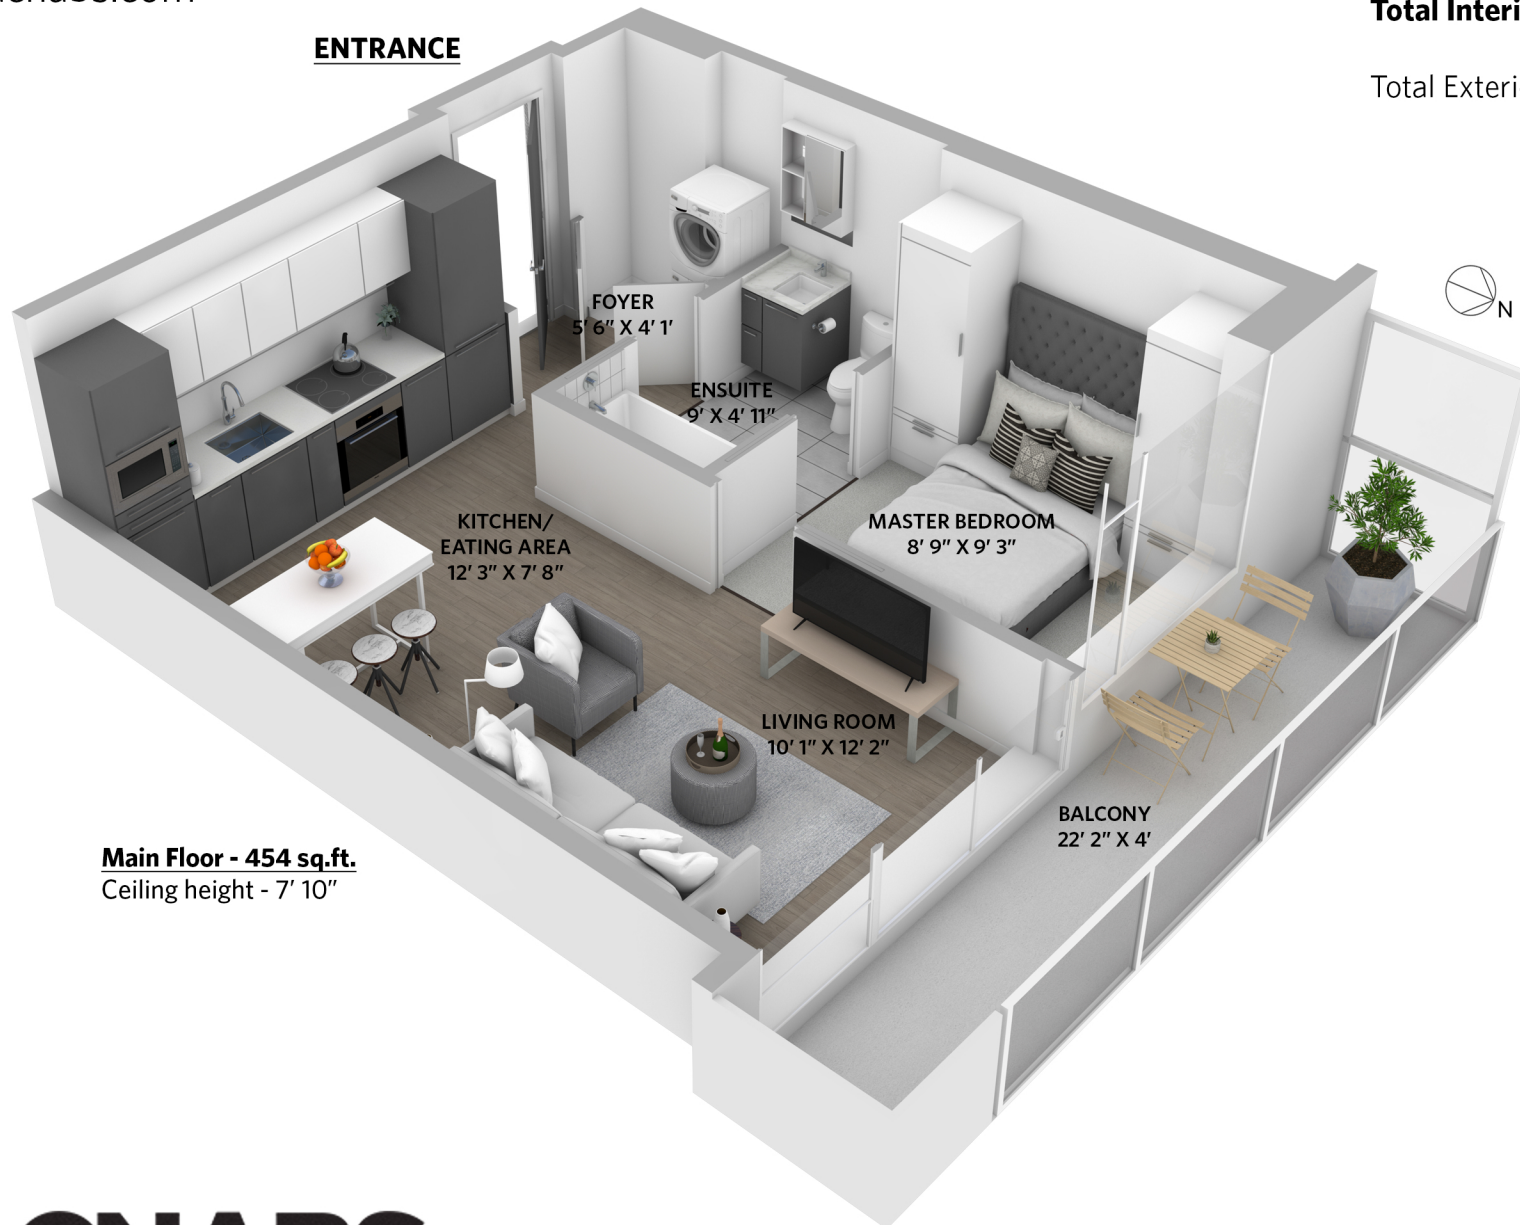 Total Interi
ENTRANCE
Total Exteri
N
FOYER
5' 6" X 4' 1'
ENSUITE
9' X 4' 11"
KITCHEN/
EATING AREA
12' 3" X 7' 8"
MASTER BEDROOM
8' 9" X 9' 3"
LIVING ROOM
10' 1" X 12' 2"
BALCONY
22' 2" X 4'
Main Floor - 454 sq.ft.
Ceiling height - 7' 10"